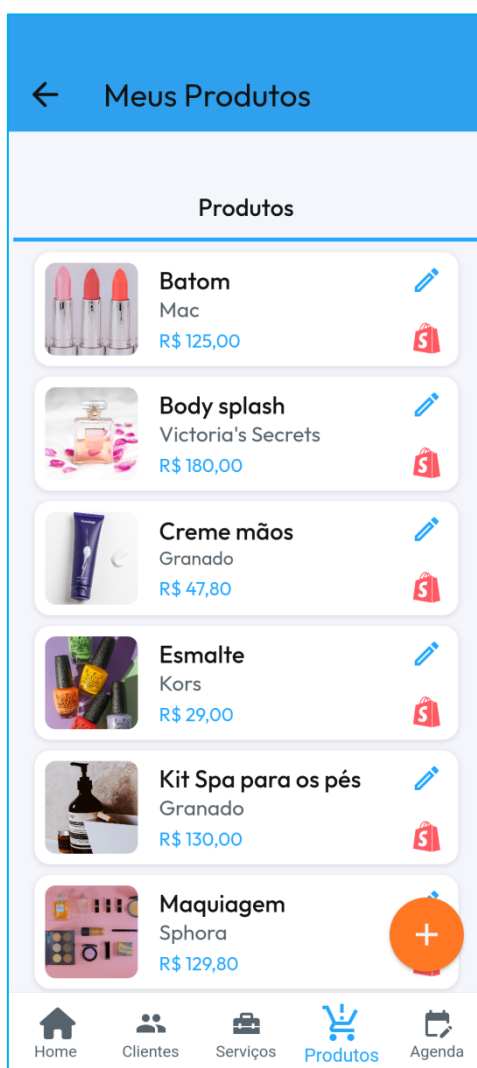 Meus Produtos
Produtos
Batom
Mac
R$ 125,00
Body splash
Victoria's Secrets
R$ 180,00
Creme mãos
Granado
R$ 47,80
Esmalte
Kors
R$ 29,00
Kit Spa para os pés
Granado
R$ 130,00
Maquiagem
Sphora
R$ 129,80
Home Clientes Serviços Produtos Agenda